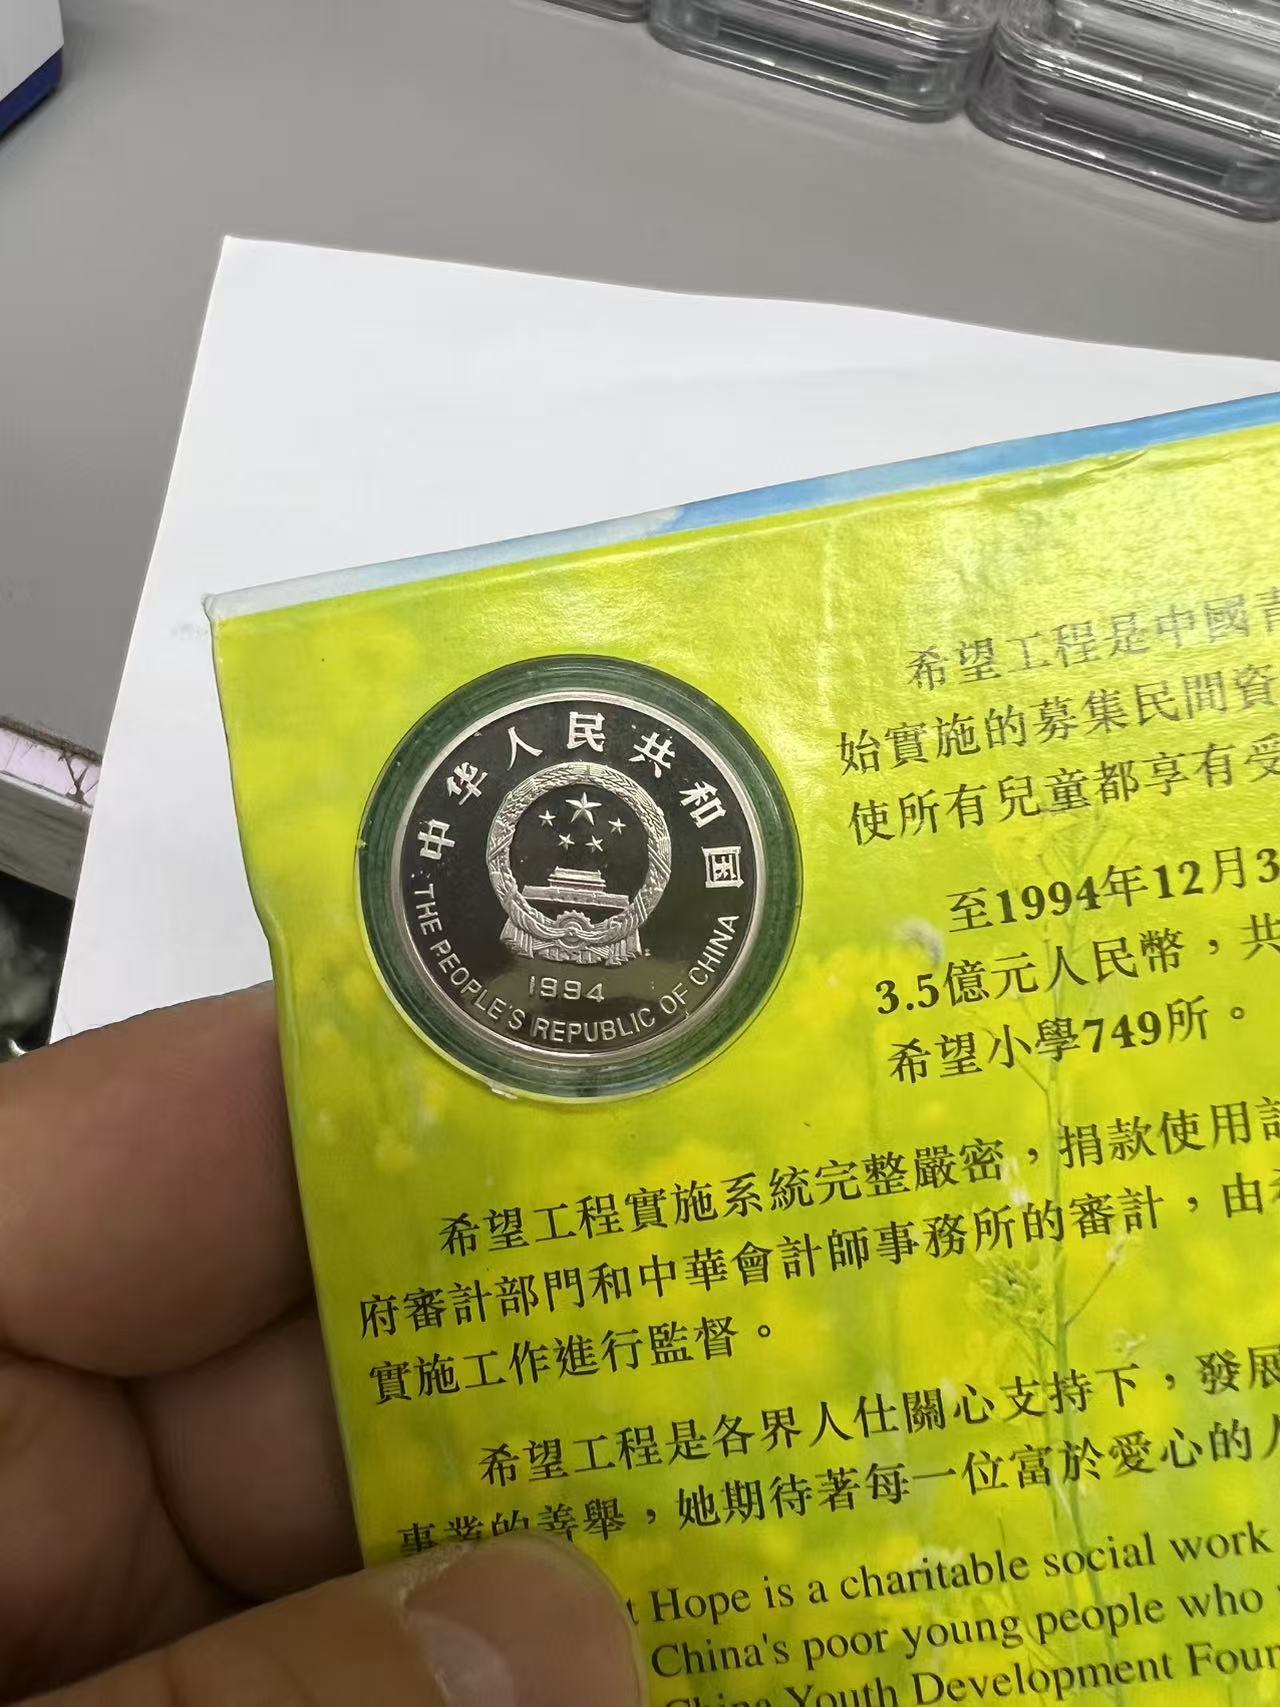 中华人民共和国
1994
THE PEOPLE'S REPUBLIC OF CHINA
希望工程是中國青
始實施的募集民間資
使所有兒童都享有受
至1994年12月3
3.5億元人民幣，共
希望小學749所。
希望工程實施系統完整嚴密，捐款使用
府審計部門和中華會計師事務所的審計，由
實施工作進行監督。
希望工程是各界人仕關心支持下，發展
事業的善舉，她期待著每一位富於愛心的人
t Hope is a charitable social work
China's poor young people who
China Youth Development Foun